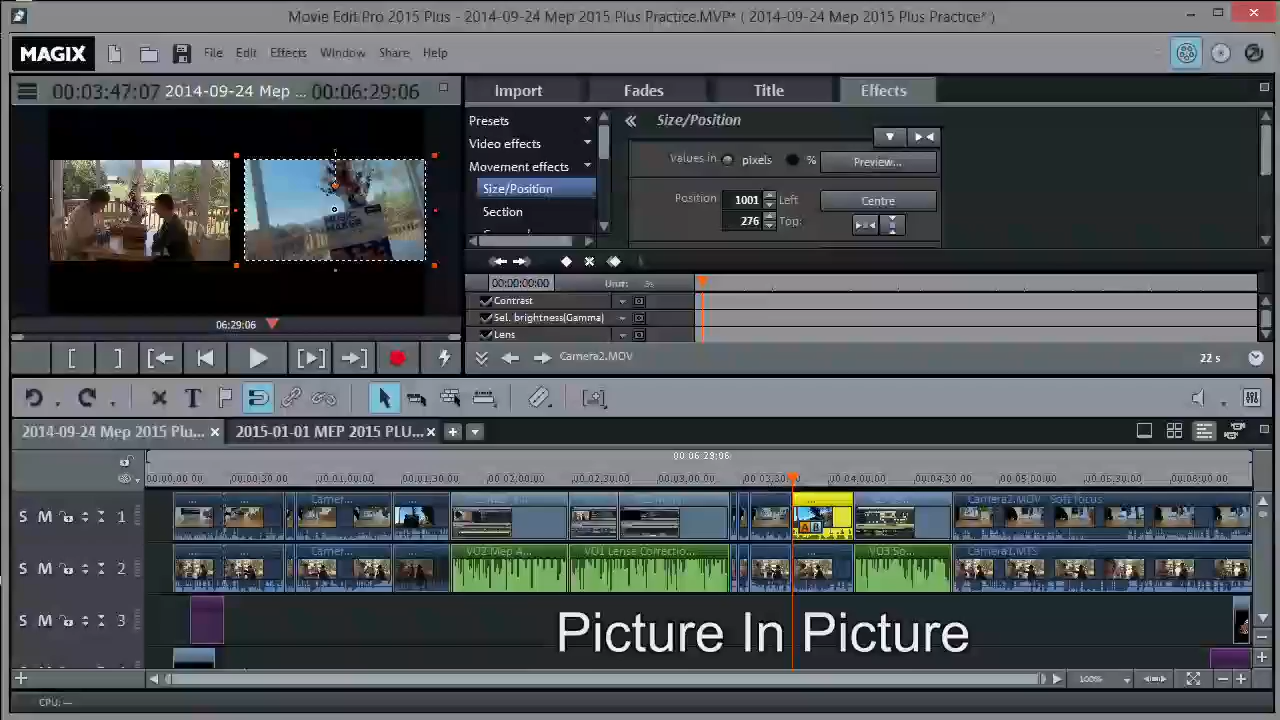 Movie Edit Pro 2015 Plus - 2014-09-24 Mep 2015 Plus Practice.MVP* ( 2014-09-24 Mep 2015 Plus Practice* )
MAGIX File Edit Effects Window Share Help
00:03:47:07 2014-09-24 Mep ... 00:06:29:06
Import Fades Title Effects
Presets
Video effects
Movement effects
Size/Position
Section
Size/Position
Values in pixels % Preview...
Position 1001 Left Centre
276 Top:
MUSIC
MAKER
00:00:00:00 Unit: 3s
Contrast
Sel. brightness(Gamma)
Lens
06:29:06
Camera2.MOV 22 s
2014-09-24 Mep 2015 Plu... 2015-01-01 MEP 2015 PLU...
00:06:29:06
00:00:00:00 00:00:30:00 00:01:00:00 00:01:30:00 00:02:00:00 00:02:30:00 00:03:00:00 00:04:00:00 00:04:30:00 00:05:00:00 00:05:30:00 00:06:00:00
S M 1 ... ... Camer... ... ... ... Camera2.MOV Soft focus
A B
S M 2 ... ... Camer... ... VO2 Mep A... VO1 Lense Correctio... ... ... VO3 So... Camera1.MTS
S M 3
Picture In Picture
100%
CPU: —